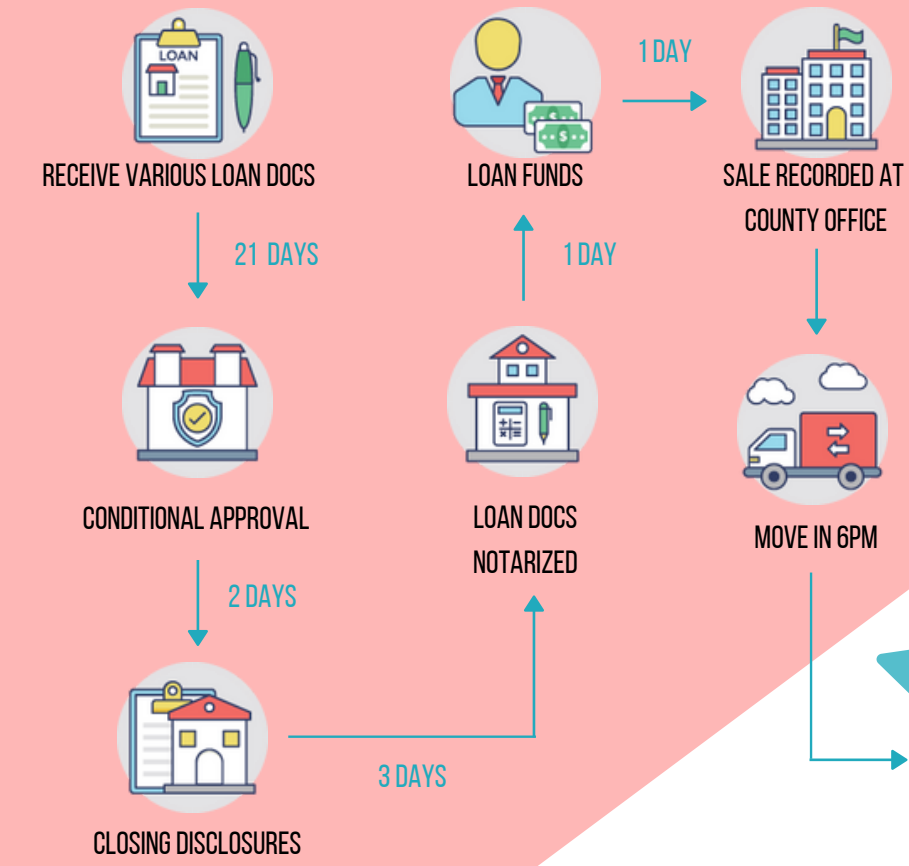 LOAN
RECEIVE VARIOUS LOAN DOCS
21 DAYS
CONDITIONAL APPROVAL
2 DAYS
CLOSING DISCLOSURES
3 DAYS
LOAN DOCS
NOTARIZED
1 DAY
LOAN FUNDS
1 DAY
SALE RECORDED AT
COUNTY OFFICE
MOVE IN 6PM